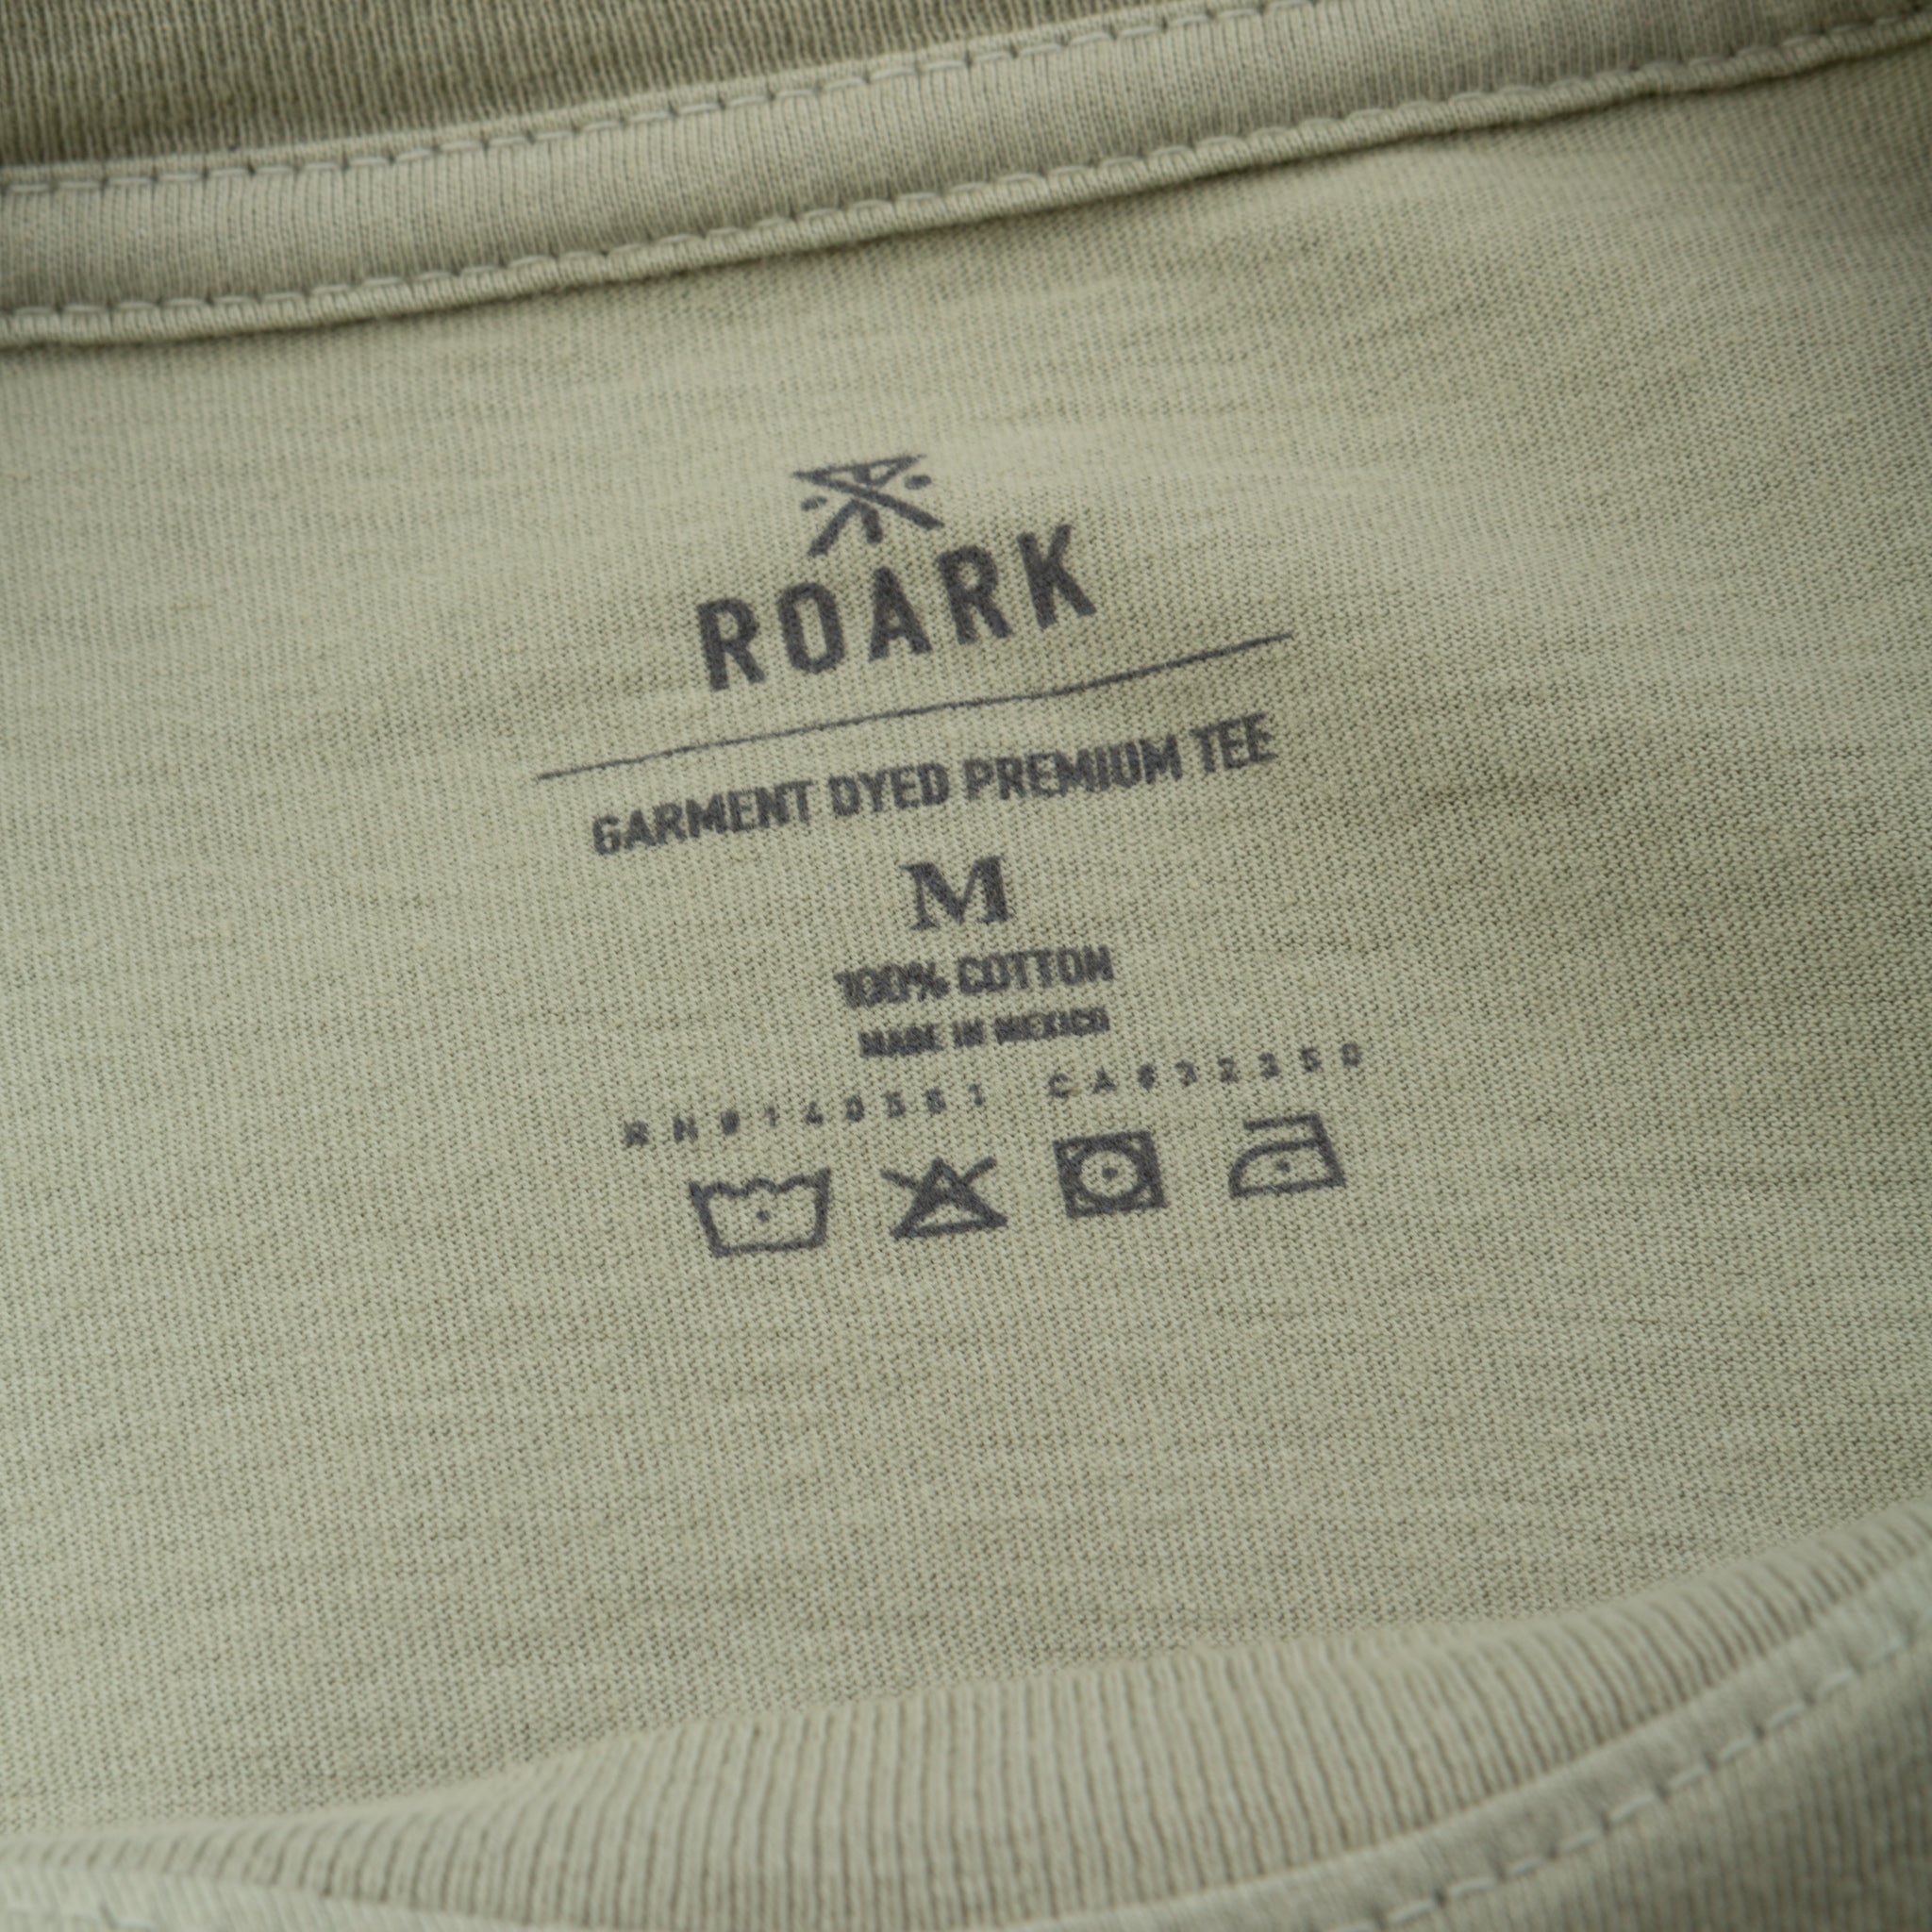 ROARK
GARMENT DYED PREMIUM TEE
M
100% COTTON
MADE IN MEXICO